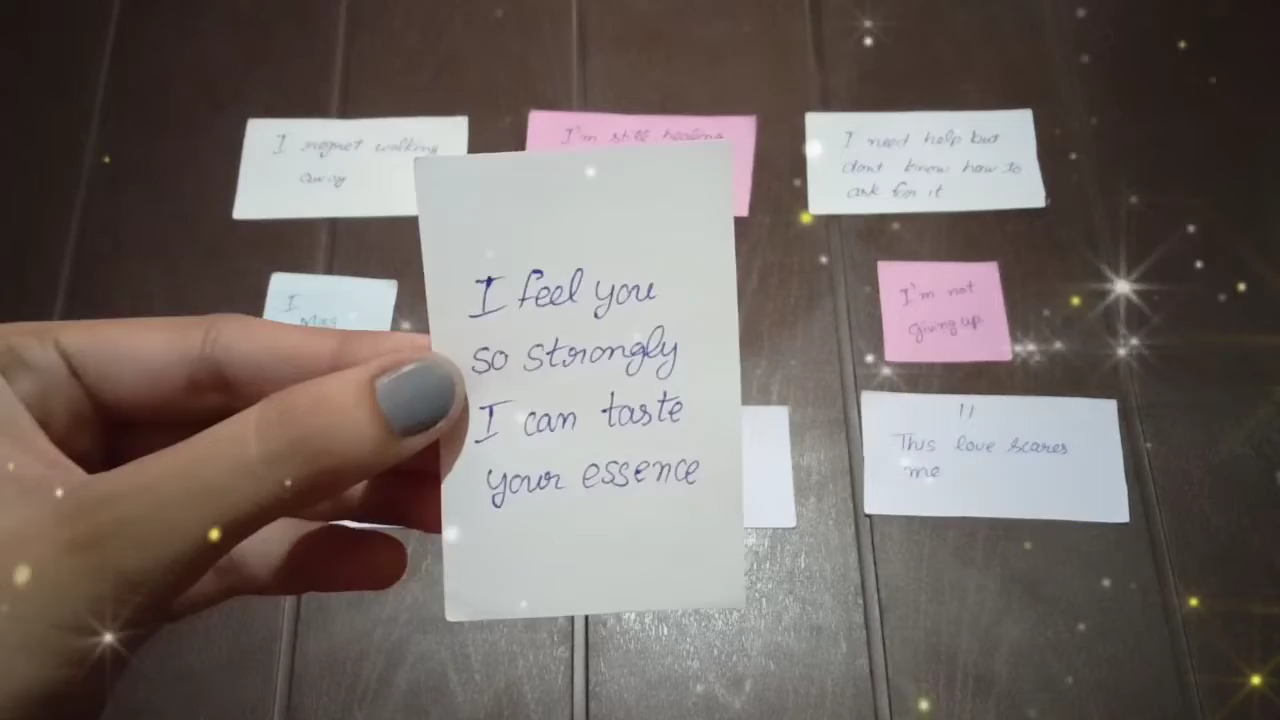 I regret walking
away
I'm still healing
I need help but
dont know how to
ask for it
I feel you
so strongly
I can taste
your essence
I
I'm not
giving up
11
This love scares
me